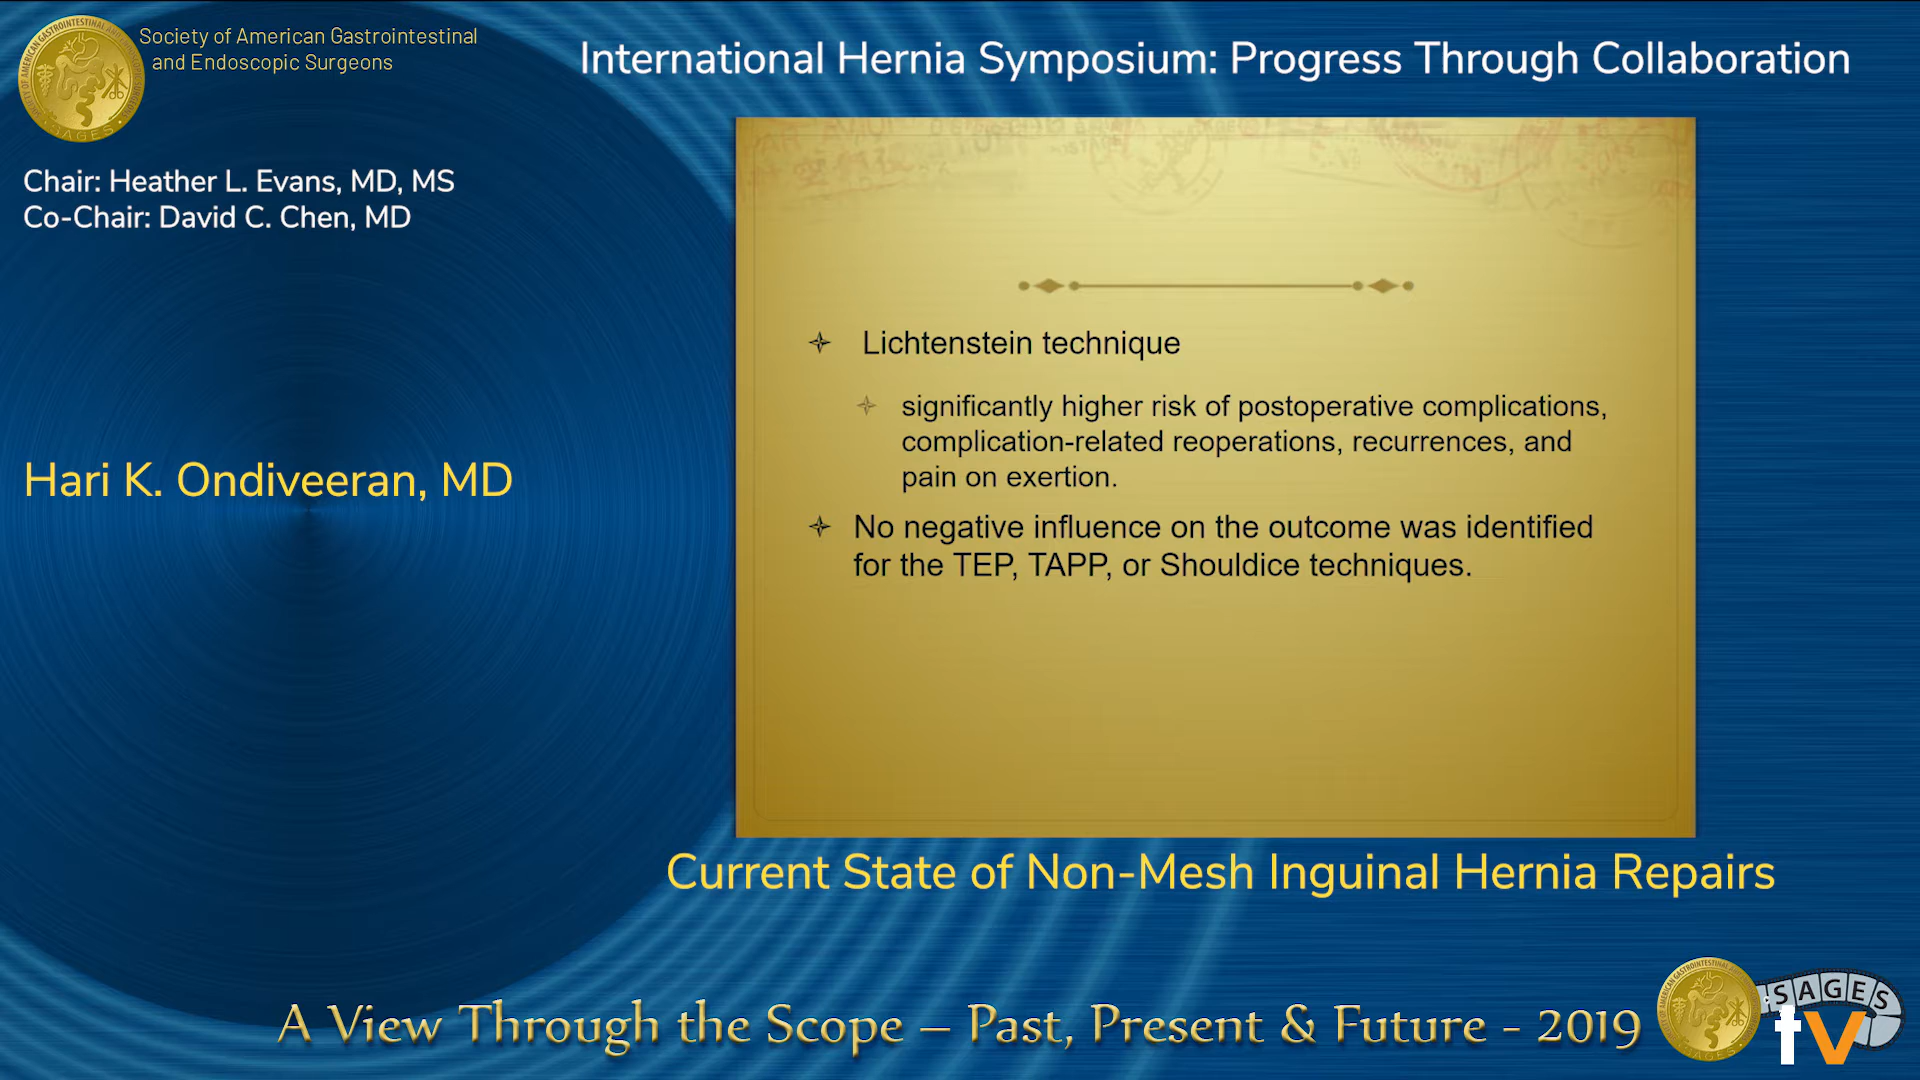 Society of American Gastrointestinal
and Endoscopic Surgeons
International Hernia Symposium: Progress Through Collaboration
Chair: Heather L. Evans, MD, MS
Co-Chair: David C. Chen, MD
Hari K. Ondiveeran, MD
Lichtenstein technique
significantly higher risk of postoperative complications,
complication-related reoperations, recurrences, and
pain on exertion.
No negative influence on the outcome was identified
for the TEP, TAPP, or Shouldice techniques.
Current State of Non-Mesh Inguinal Hernia Repairs
A View Through the Scope – Past, Present & Future - 2019
SAGES
tv